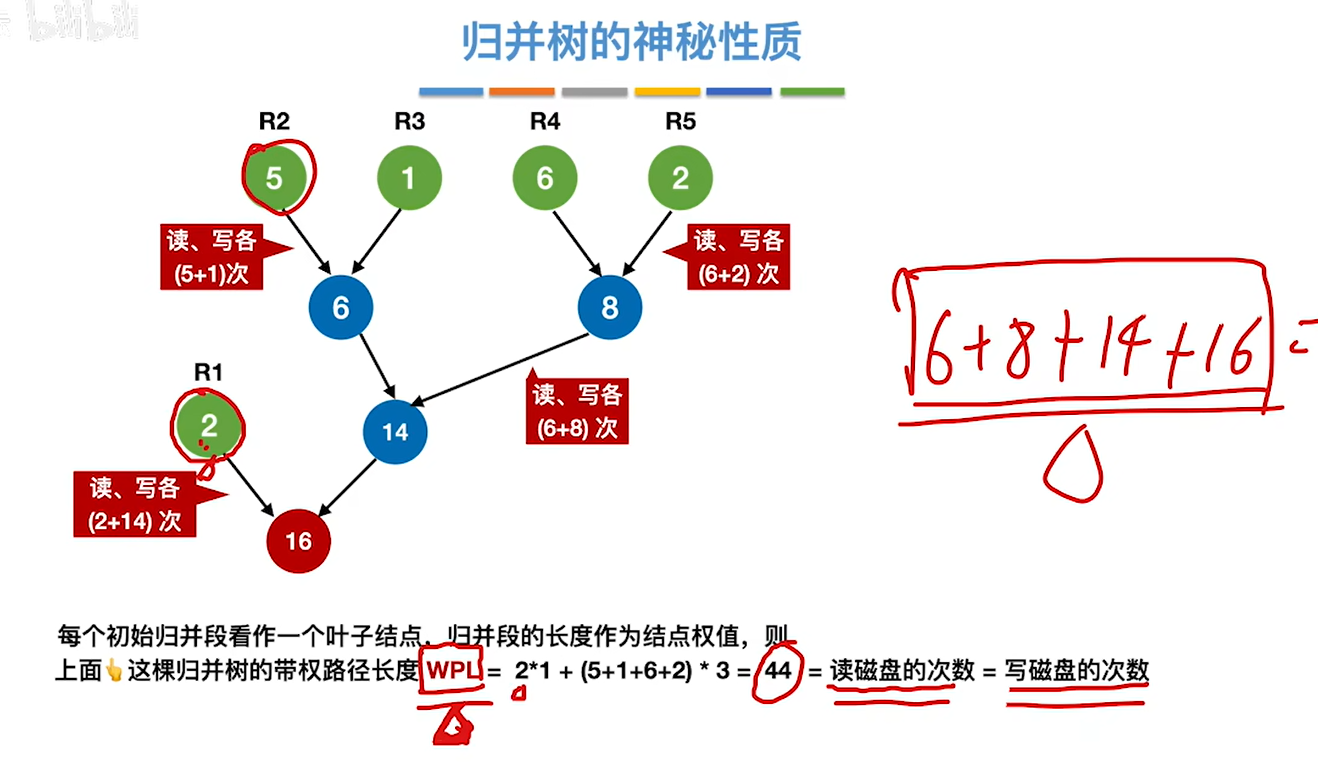 bilibili
归并树的神秘性质
R2 R3 R4 R5
5 1 6 2
读、写各
(5+1)次
读、写各
(6+2) 次
6 8
6+8+14+16 =
R1
读、写各
(6+8) 次
2 14
读、写各
(2+14) 次
16
每个初始归并段看作一个叶子结点，归并段的长度作为结点权值，则
上面👆这棵归并树的带权路径长度 WPL = 2*1 + (5+1+6+2) * 3 = 44 = 读磁盘的次数 = 写磁盘的次数